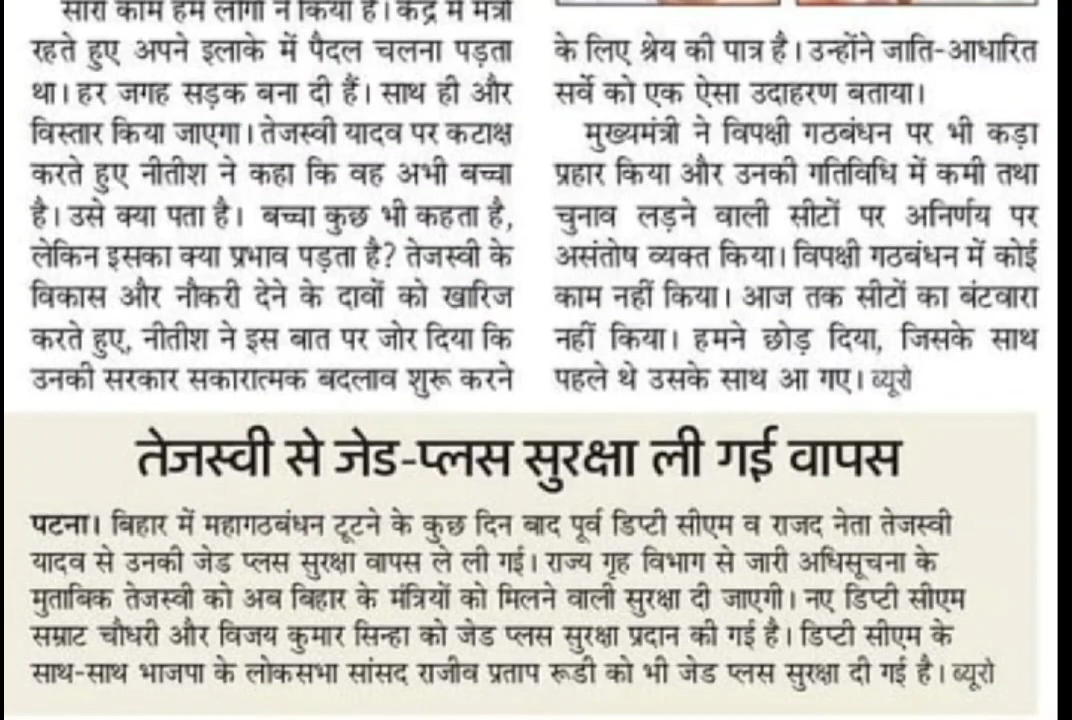 सारा काम हम लोगों ने किया है। केंद्र में मंत्री
रहते हुए अपने इलाके में पैदल चलना पड़ता
था। हर जगह सड़क बना दी हैं। साथ ही और
विस्तार किया जाएगा। तेजस्वी यादव पर कटाक्ष
करते हुए नीतीश ने कहा कि वह अभी बच्चा
है। उसे क्या पता है। बच्चा कुछ भी कहता है,
लेकिन इसका क्या प्रभाव पड़ता है? तेजस्वी के
विकास और नौकरी देने के दावों को खारिज
करते हुए, नीतीश ने इस बात पर जोर दिया कि
उनकी सरकार सकारात्मक बदलाव शुरू करने
के लिए श्रेय की पात्र है। उन्होंने जाति-आधारित
सर्वे को एक ऐसा उदाहरण बताया।
मुख्यमंत्री ने विपक्षी गठबंधन पर भी कड़ा
प्रहार किया और उनकी गतिविधि में कमी तथा
चुनाव लड़ने वाली सीटों पर अनिर्णय पर
असंतोष व्यक्त किया। विपक्षी गठबंधन में कोई
काम नहीं किया। आज तक सीटों का बंटवारा
नहीं किया। हमने छोड़ दिया, जिसके साथ
पहले थे उसके साथ आ गए। ब्यूरो
तेजस्वी से जेड-प्लस सुरक्षा ली गई वापस
पटना। बिहार में महागठबंधन टूटने के कुछ दिन बाद पूर्व डिप्टी सीएम व राजद नेता तेजस्वी
यादव से उनकी जेड प्लस सुरक्षा वापस ले ली गई। राज्य गृह विभाग से जारी अधिसूचना के
मुताबिक तेजस्वी को अब बिहार के मंत्रियों को मिलने वाली सुरक्षा दी जाएगी। नए डिप्टी सीएम
सम्राट चौधरी और विजय कुमार सिन्हा को जेड प्लस सुरक्षा प्रदान की गई है। डिप्टी सीएम के
साथ-साथ भाजपा के लोकसभा सांसद राजीव प्रताप रूडी को भी जेड प्लस सुरक्षा दी गई है। ब्यूरो